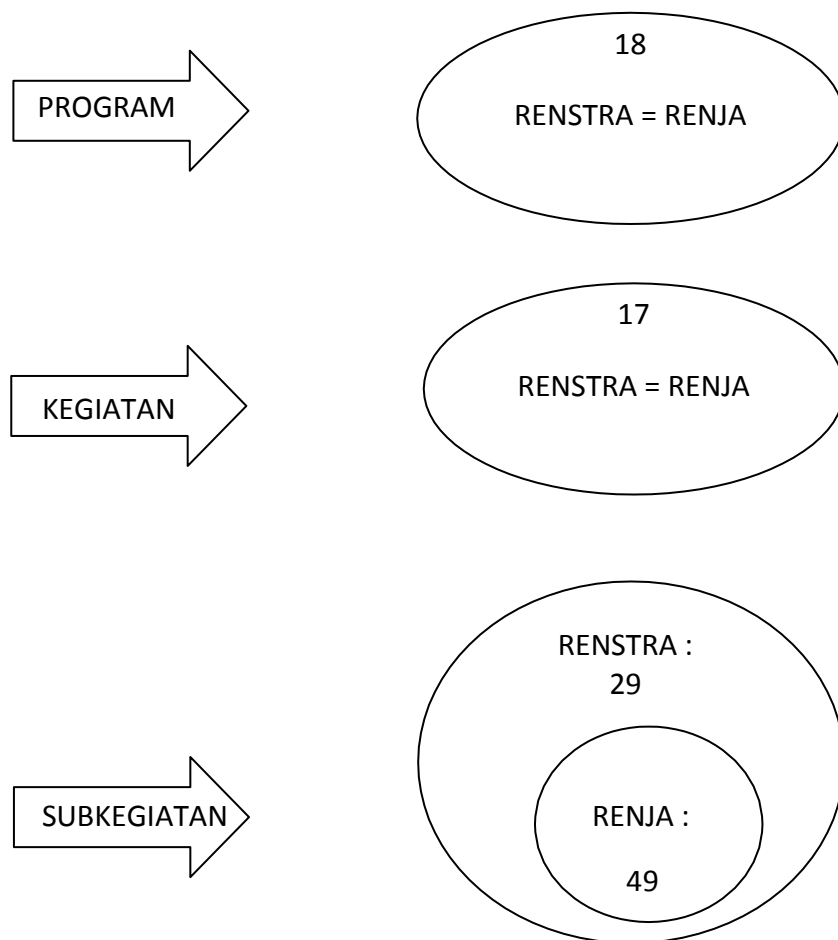 PROGRAM
18
RENSTRA = RENJA
KEGIATAN
17
RENSTRA = RENJA
SUBKEGIATAN
RENSTRA :
29
RENJA :
49